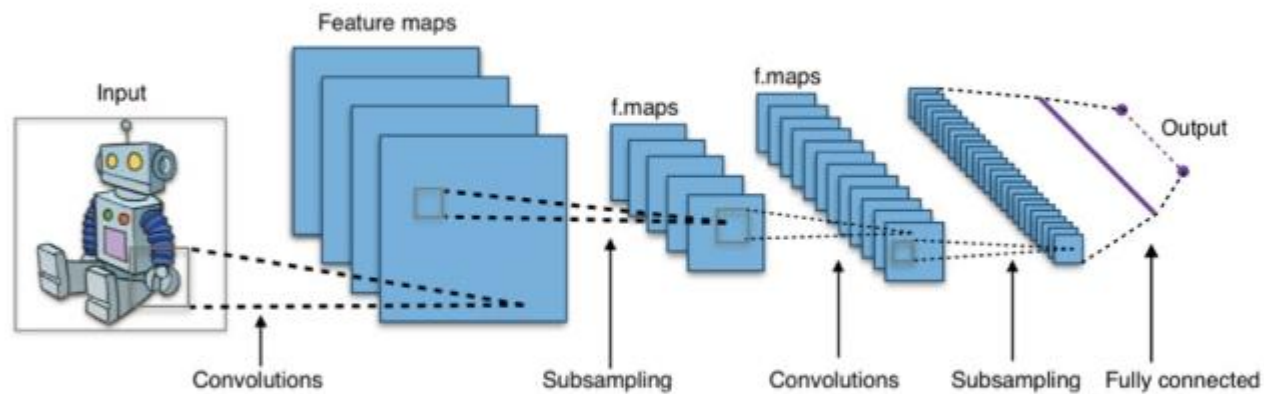 Feature maps
f.maps
Input
f.maps
Output
Convolutions
Subsampling
Convolutions
Subsampling
Fully connected